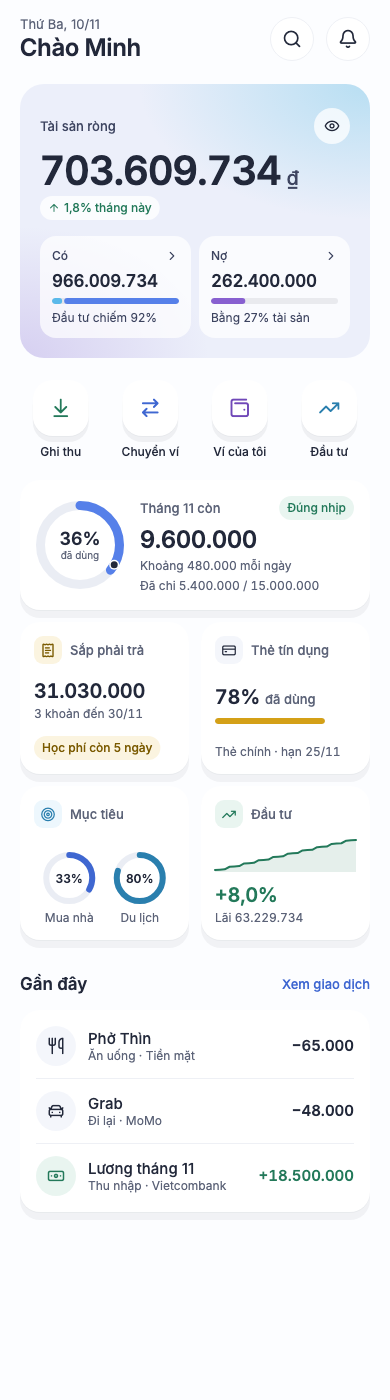 Thứ Ba, 10/11
Chào Minh
Tài sản ròng
703.609.734 ₫
↑ 1,8% tháng này
Có
966.009.734
Đầu tư chiếm 92%
Nợ
262.400.000
Bằng 27% tài sản
Ghi thu
Chuyển ví
Ví của tôi
Đầu tư
36%
đã dùng
Tháng 11 còn
Đúng nhịp
9.600.000
Khoảng 480.000 mỗi ngày
Đã chi 5.400.000 / 15.000.000
Sắp phải trả
31.030.000
3 khoản đến 30/11
Học phí còn 5 ngày
Thẻ tín dụng
78% đã dùng
Thẻ chính · hạn 25/11
Mục tiêu
33%
Mua nhà
80%
Du lịch
Đầu tư
+8,0%
Lãi 63.229.734
Gần đây
Xem giao dịch
Phở Thìn
Ăn uống · Tiền mặt
−65.000
Grab
Đi lại · MoMo
−48.000
Lương tháng 11
Thu nhập · Vietcombank
+18.500.000